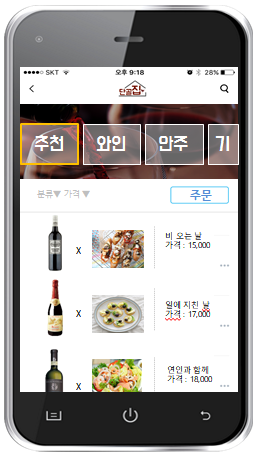 SKT 오후 9:18 28%
단골집
추천 와인 안주 기
분류▼ 가격▼ 주문
X 비 오는 날
가격 : 15,000
X 일에 지친 날
가격 : 17,000
X 연인과 함께
가격 : 18,000